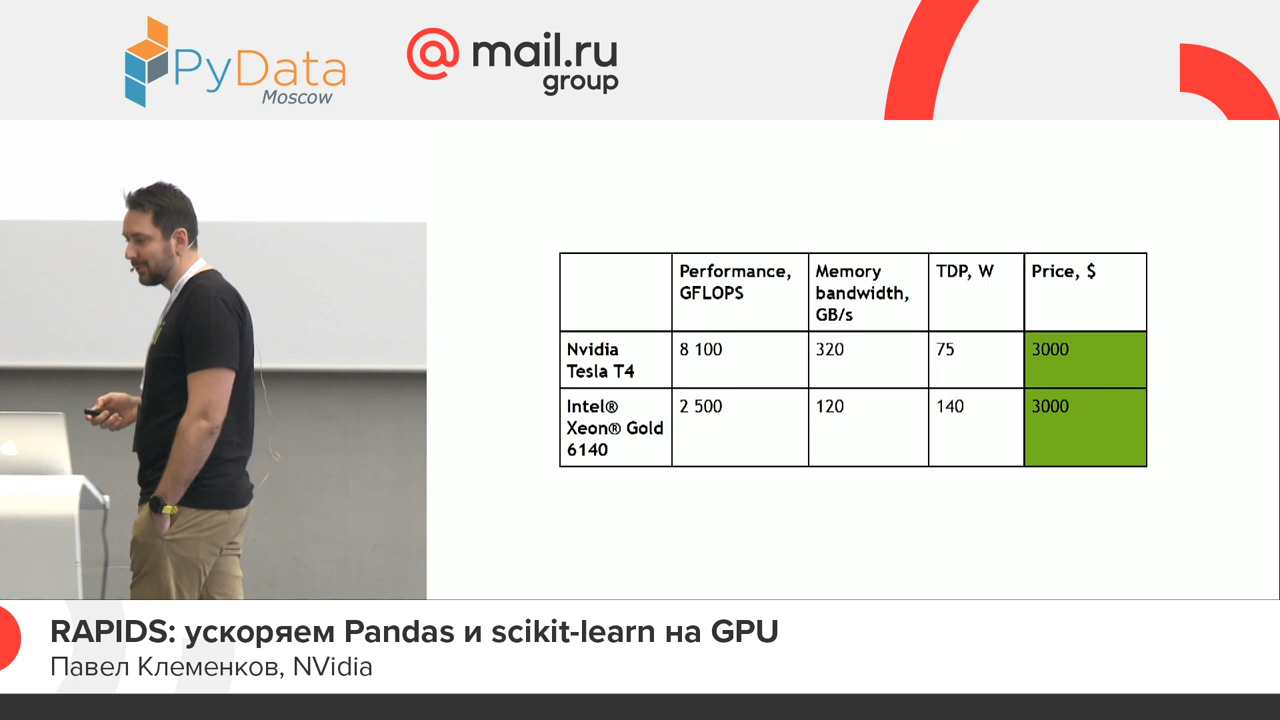 PyData
Moscow
@mail.ru
group
Performance,
GFLOPS
Memory
bandwidth,
GB/s
TDP, W
Price, $
Nvidia
Tesla T4
8 100
320
75
3000
Intel®
Xeon® Gold
6140
2 500
120
140
3000
RAPIDS: ускоряем Pandas и scikit-learn на GPU
Павел Клеменков, NVidia